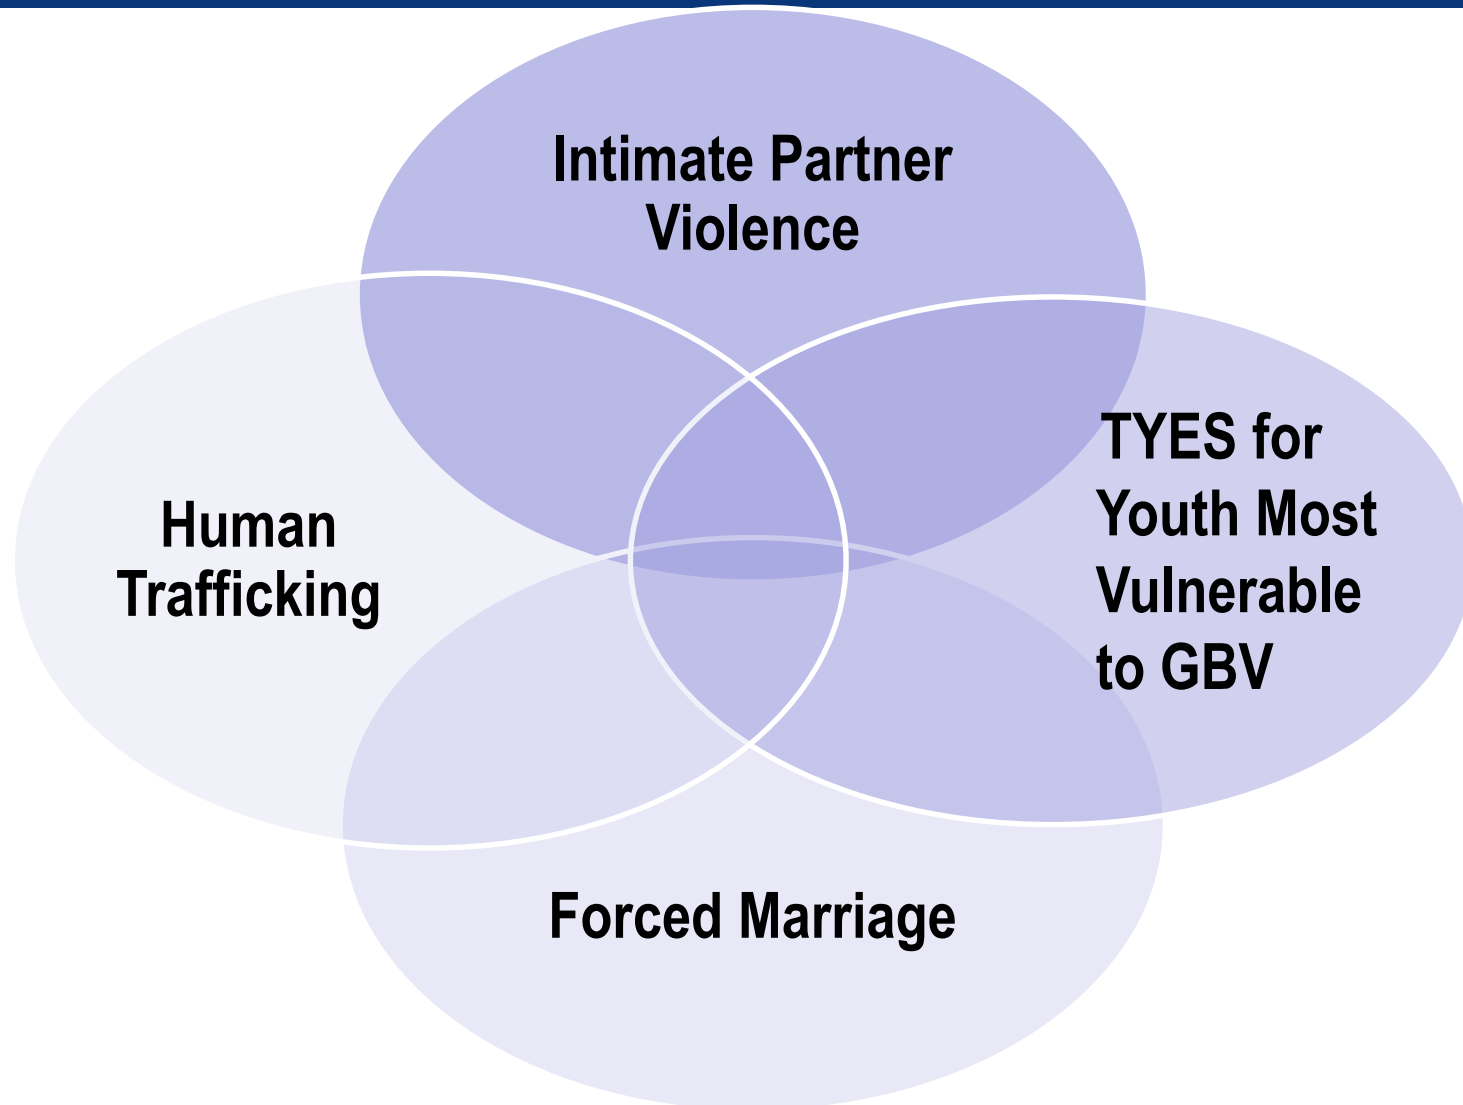 Intimate Partner
Violence
TYES for
Youth Most
Vulnerable
to GBV
Human
Trafficking
Forced Marriage